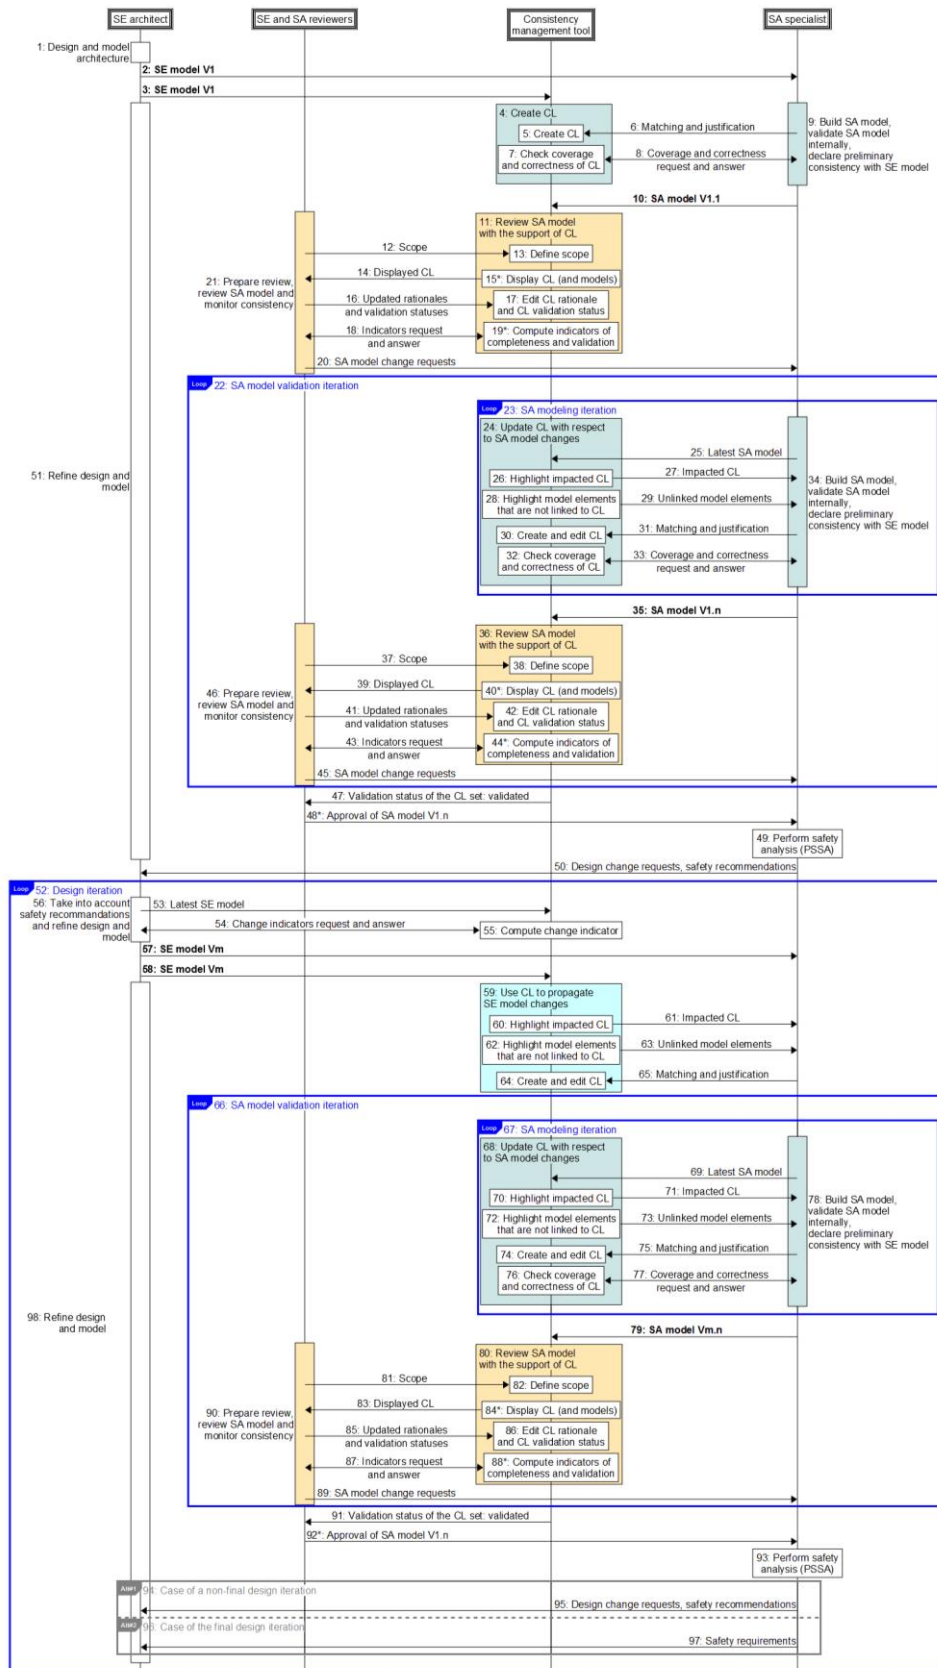 SE architect
SE and SA reviewers
Consistency
management tool
SA specialist
1: Design and model
architecture
2: SE model V1
3: SE model V1
4: Create CL
5: Create CL
6: Matching and justification
7: Check coverage
and correctness of CL
8: Coverage and correctness
request and answer
9: Build SA model,
validate SA model
internally,
declare preliminary
consistency with SE model
10: SA model V1.1
11: Review SA model
with the support of CL
12: Scope
13: Define scope
14: Displayed CL
15*: Display CL (and models)
16: Updated rationales
and validation statuses
17: Edit CL rationale
and CL validation status
18: Indicators request
and answer
19*: Compute indicators of
completeness and validation
20: SA model change requests
21: Prepare review,
review SA model and
monitor consistency
Loop
22: SA model validation iteration
Loop
23: SA modeling iteration
24: Update CL with respect
to SA model changes
25: Latest SA model
26: Highlight impacted CL
27: Impacted CL
28: Highlight model elements
that are not linked to CL
29: Unlinked model elements
30: Create and edit CL
31: Matching and justification
32: Check coverage
and correctness of CL
33: Coverage and correctness
request and answer
34: Build SA model,
validate SA model
internally,
declare preliminary
consistency with SE model
51: Refine design and
model
35: SA model V1.n
36: Review SA model
with the support of CL
37: Scope
38: Define scope
39: Displayed CL
40*: Display CL (and models)
41: Updated rationales
and validation statuses
42: Edit CL rationale
and CL validation status
43: Indicators request
and answer
44*: Compute indicators of
completeness and validation
45: SA model change requests
46: Prepare review,
review SA model and
monitor consistency
47: Validation status of the CL set: validated
48*: Approval of SA model V1.n
49: Perform safety
analysis (PSSA)
50: Design change requests, safety recommendations
Loop
52: Design iteration
56: Take into account
safety recommandations
and refine design and
model
53: Latest SE model
54: Change indicators request and answer
55: Compute change indicator
57: SE model Vm
58: SE model Vm
59: Use CL to propagate
SE model changes
60: Highlight impacted CL
61: Impacted CL
62: Highlight model elements
that are not linked to CL
63: Unlinked model elements
64: Create and edit CL
65: Matching and justification
Loop
66: SA model validation iteration
Loop
67: SA modeling iteration
68: Update CL with respect
to SA model changes
69: Latest SA model
70: Highlight impacted CL
71: Impacted CL
72: Highlight model elements
that are not linked to CL
73: Unlinked model elements
74: Create and edit CL
75: Matching and justification
76: Check coverage
and correctness of CL
77: Coverage and correctness
request and answer
78: Build SA model,
validate SA model
internally,
declare preliminary
consistency with SE model
98: Refine design
and model
79: SA model Vm.n
80: Review SA model
with the support of CL
81: Scope
82: Define scope
83: Displayed CL
84*: Display CL (and models)
85: Updated rationales
and validation statuses
86: Edit CL rationale
and CL validation status
87: Indicators request
and answer
88*: Compute indicators of
completeness and validation
89: SA model change requests
90: Prepare review,
review SA model and
monitor consistency
91: Validation status of the CL set: validated
92*: Approval of SA model V1.n
93: Perform safety
analysis (PSSA)
Alt#1
94: Case of a non-final design iteration
95: Design change requests, safety recommendations
Alt#2
96: Case of the final design iteration
97: Safety requirements